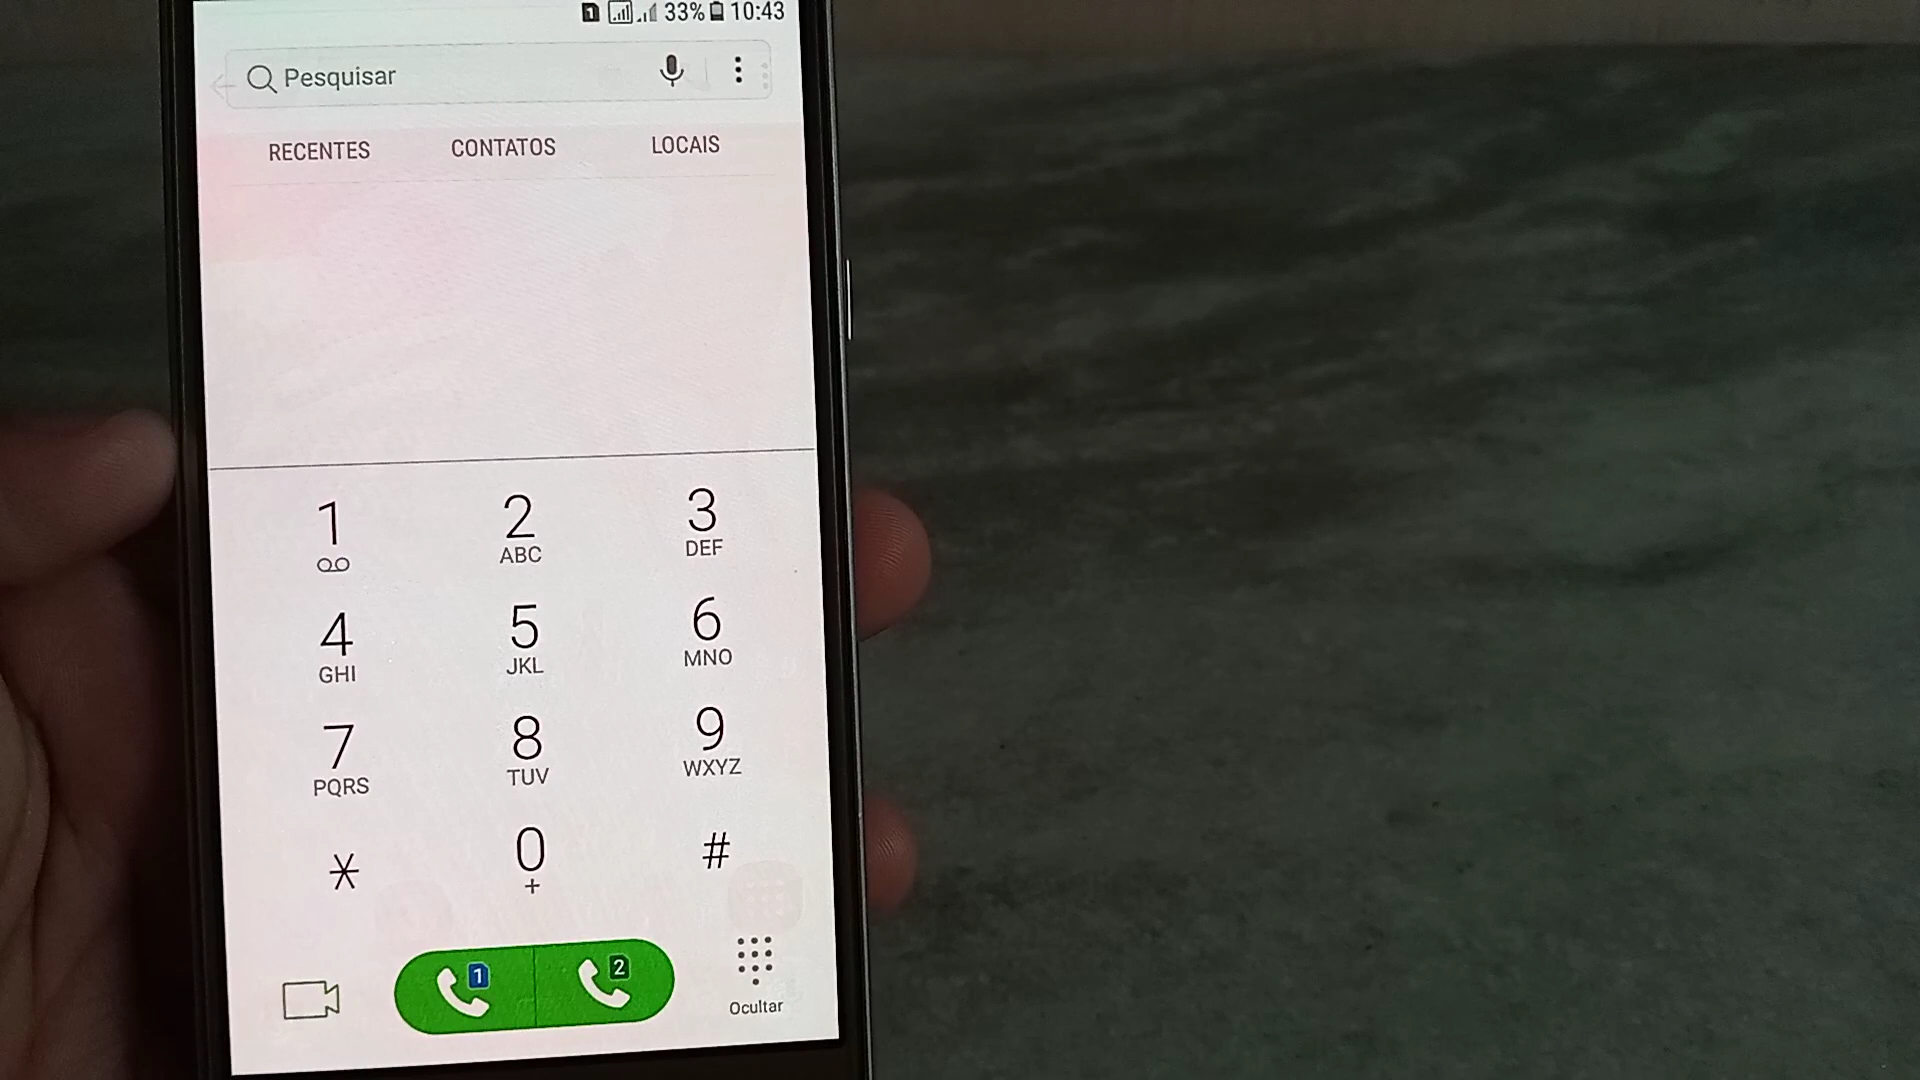 1 33% 10:43
Pesquisar
RECENTES CONTATOS LOCAIS
1 2 3
ABC DEF
4 5 6
GHI JKL MNO
7 8 9
PQRS TUV WXYZ
* 0 #
+
1 2
Ocultar